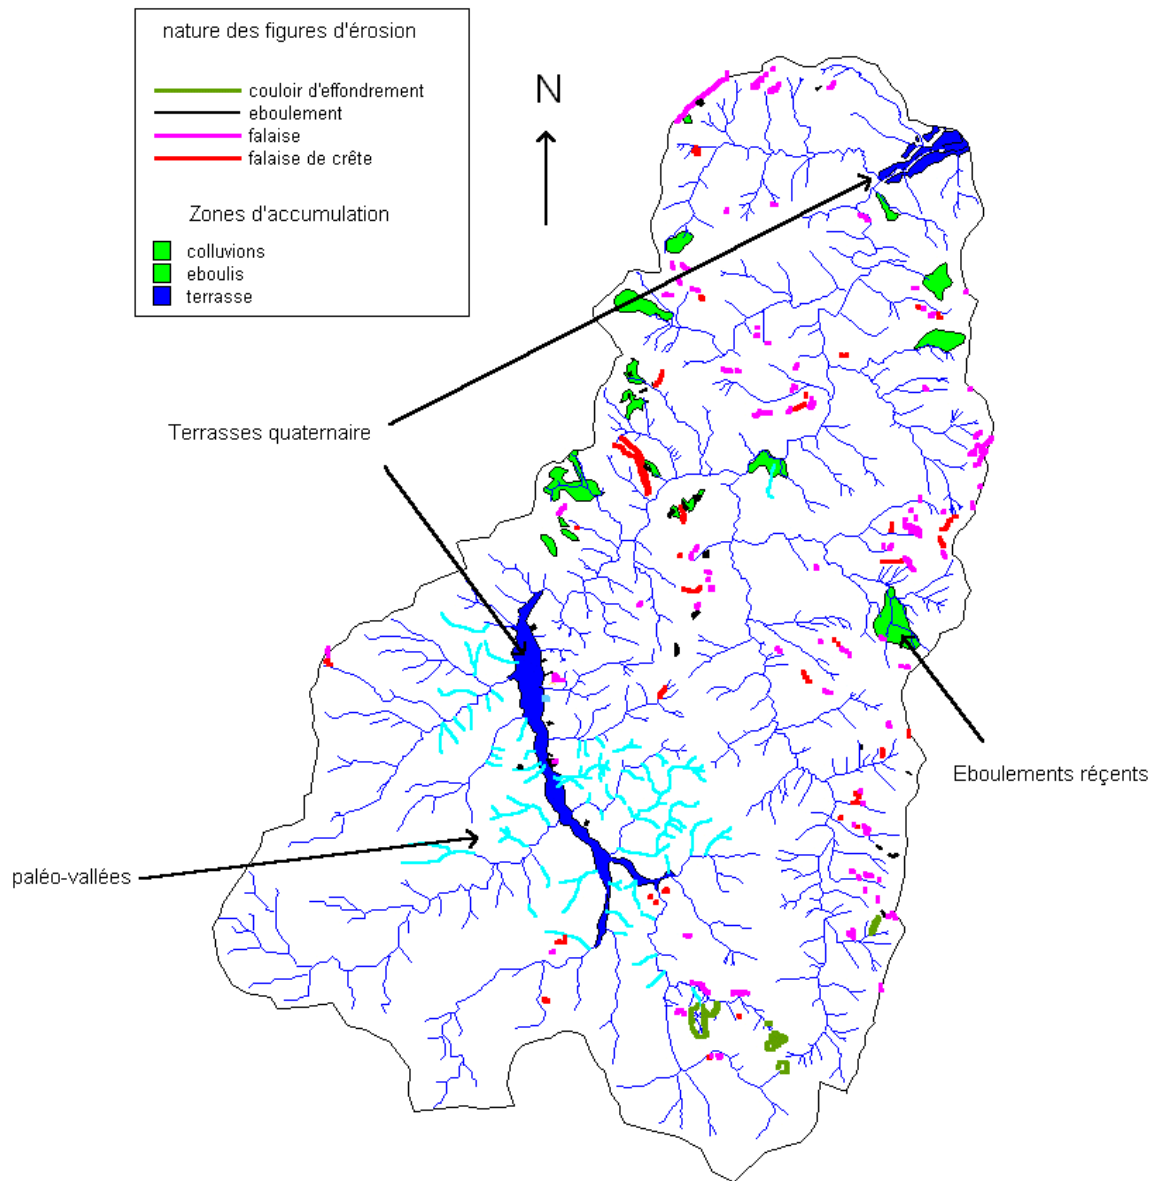 nature des figures d'érosion
couloir d'effondrement
eboulement
falaise
falaise de crête
Zones d'accumulation
colluvions
eboulis
terrasse
N
Terrasses quaternaire
Eboulements réçents
paléo-vallées